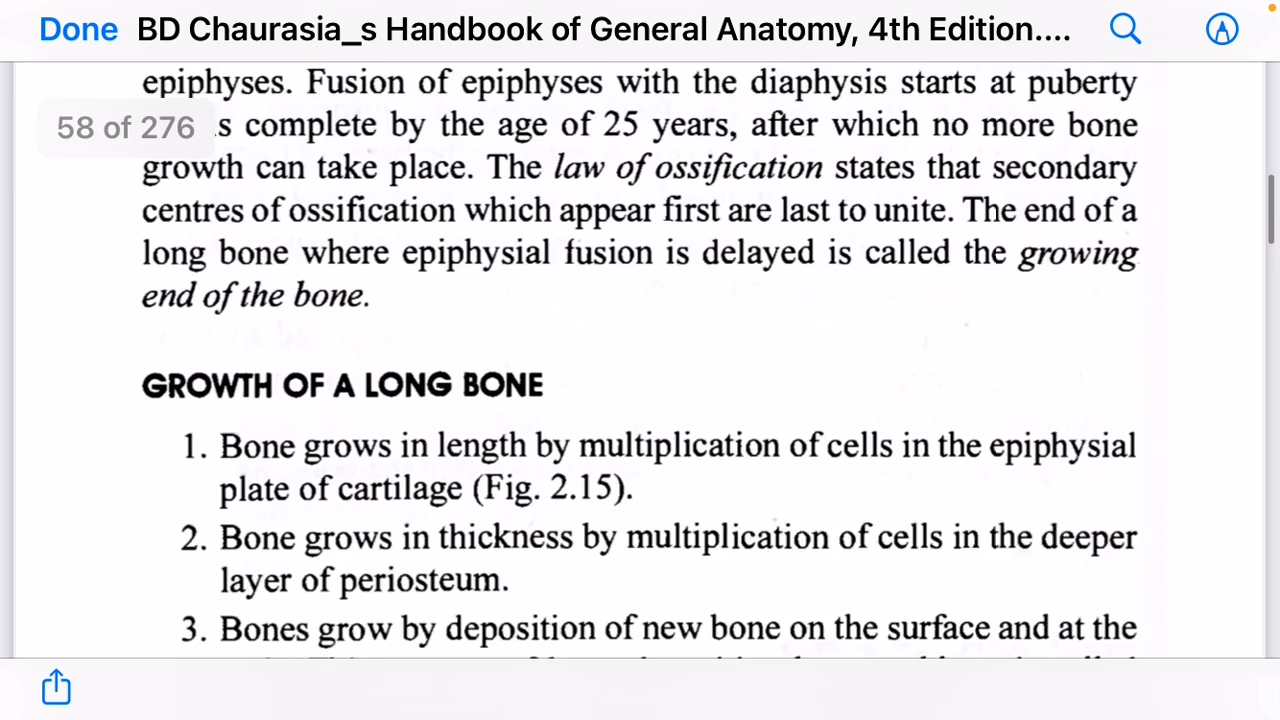 Done BD Chaurasia_s Handbook of General Anatomy, 4th Edition....
epiphyses. Fusion of epiphyses with the diaphysis starts at puberty
58 of 276 s complete by the age of 25 years, after which no more bone
growth can take place. The law of ossification states that secondary
centres of ossification which appear first are last to unite. The end of a
long bone where epiphysial fusion is delayed is called the growing
end of the bone.
GROWTH OF A LONG BONE
1. Bone grows in length by multiplication of cells in the epiphysial
plate of cartilage (Fig. 2.15).
2. Bone grows in thickness by multiplication of cells in the deeper
layer of periosteum.
3. Bones grow by deposition of new bone on the surface and at the